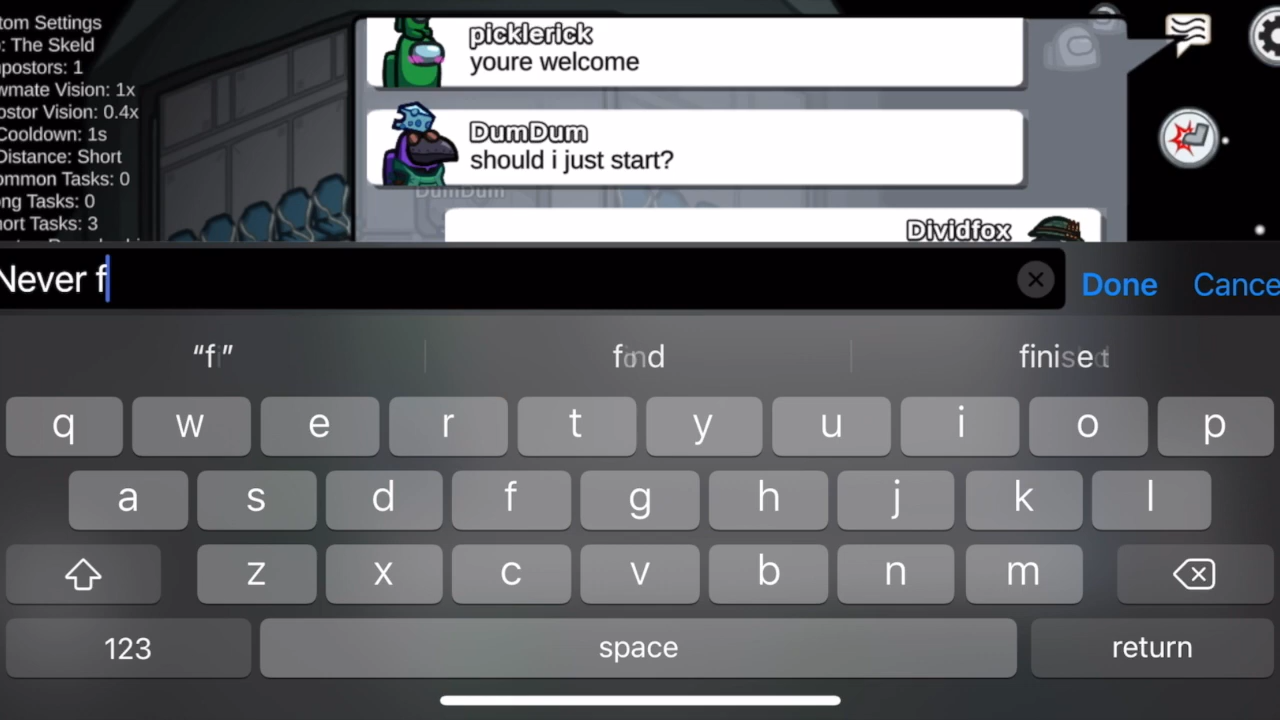 tom Settings
: The Skeld
postors: 1
wmate Vision: 1x
ostor Vision: 0.4x
Cooldown: 1s
Distance: Short
ommon Tasks: 0
ng Tasks: 0
ort Tasks: 3
picklerick
youre welcome
DumDum
should i just start?
DumDum
Dividfox
Never f
Done Cance
"f" find
q w e r t y u i o p
a s d f g h j k l
z x c v b n m
123 space return